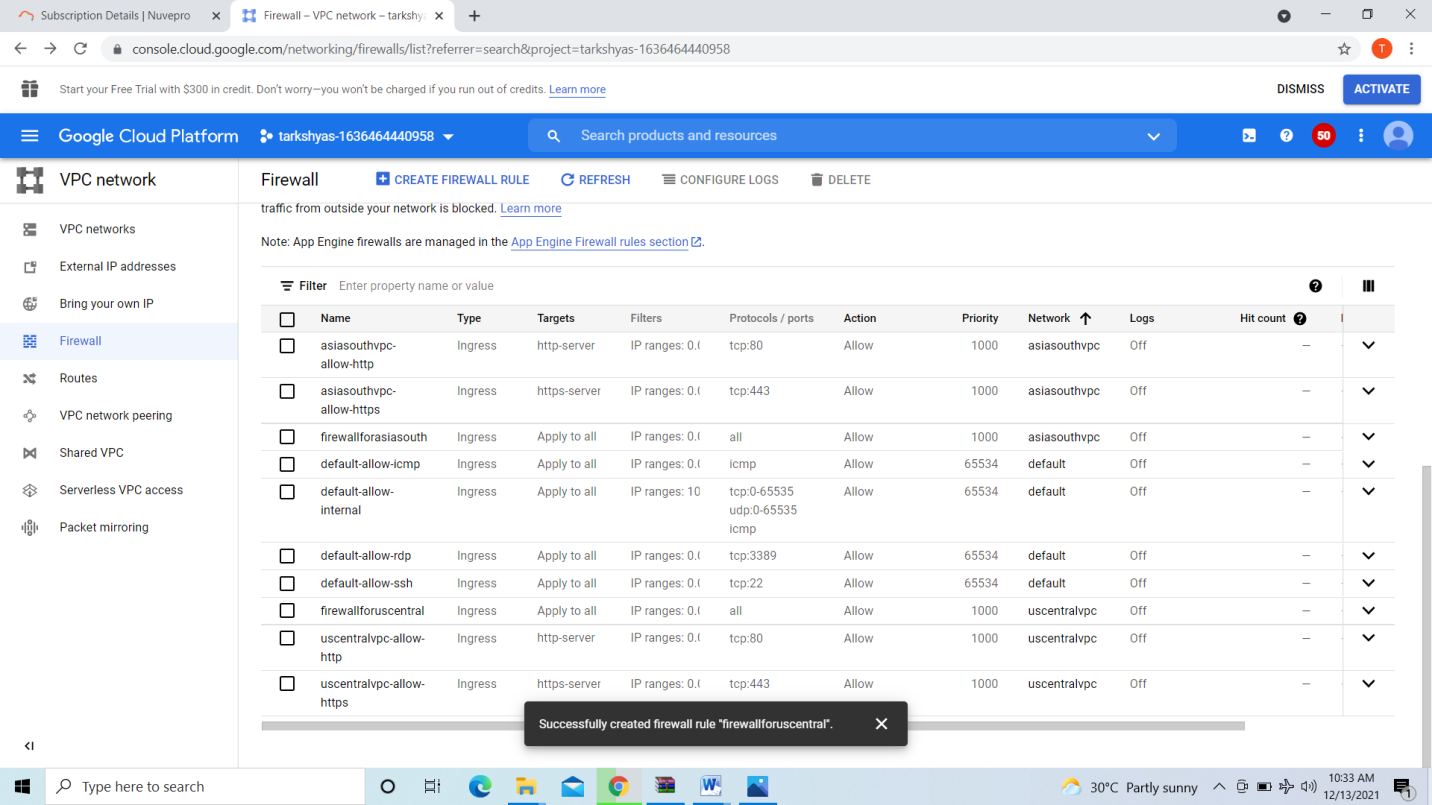 Subscription Details | Nuvepro
Firewall – VPC network – tarkshya
console.cloud.google.com/networking/firewalls/list?referrer=search&project=tarkshyas-1636464440958
T
Start your Free Trial with $300 in credit. Don't worry—you won't be charged if you run out of credits. Learn more
DISMISS
ACTIVATE
Google Cloud Platform
tarkshyas-1636464440958
Search products and resources
50
VPC network
Firewall
CREATE FIREWALL RULE
REFRESH
CONFIGURE LOGS
DELETE
VPC networks
External IP addresses
Bring your own IP
Firewall
Routes
VPC network peering
Shared VPC
Serverless VPC access
Packet mirroring
traffic from outside your network is blocked. Learn more
Note: App Engine firewalls are managed in the App Engine Firewall rules section.
Filter Enter property name or value
Name Type Targets Filters Protocols / ports Action Priority Network Logs Hit count
asiasouthvpc- Ingress http-server IP ranges: 0.( tcp:80 Allow 1000 asiasouthvpc Off –
allow-http
asiasouthvpc- Ingress https-server IP ranges: 0.( tcp:443 Allow 1000 asiasouthvpc Off –
allow-https
firewallforasiasouth Ingress Apply to all IP ranges: 0.( all Allow 1000 asiasouthvpc Off –
default-allow-icmp Ingress Apply to all IP ranges: 0.( icmp Allow 65534 default Off –
default-allow- Ingress Apply to all IP ranges: 10 tcp:0-65535 Allow 65534 default Off –
internal udp:0-65535
icmp
default-allow-rdp Ingress Apply to all IP ranges: 0.( tcp:3389 Allow 65534 default Off –
default-allow-ssh Ingress Apply to all IP ranges: 0.( tcp:22 Allow 65534 default Off –
firewallforuscentral Ingress Apply to all IP ranges: 0.( all Allow 1000 uscentralvpc Off –
uscentralvpc-allow- Ingress http-server IP ranges: 0.( tcp:80 Allow 1000 uscentralvpc Off –
http
uscentralvpc-allow- Ingress https-server IP ranges: 0.( tcp:443 Allow 1000 uscentralvpc Off –
https
Successfully created firewall rule "firewallforuscentral".
Type here to search
30°C Partly sunny
10:33 AM
12/13/2021
1